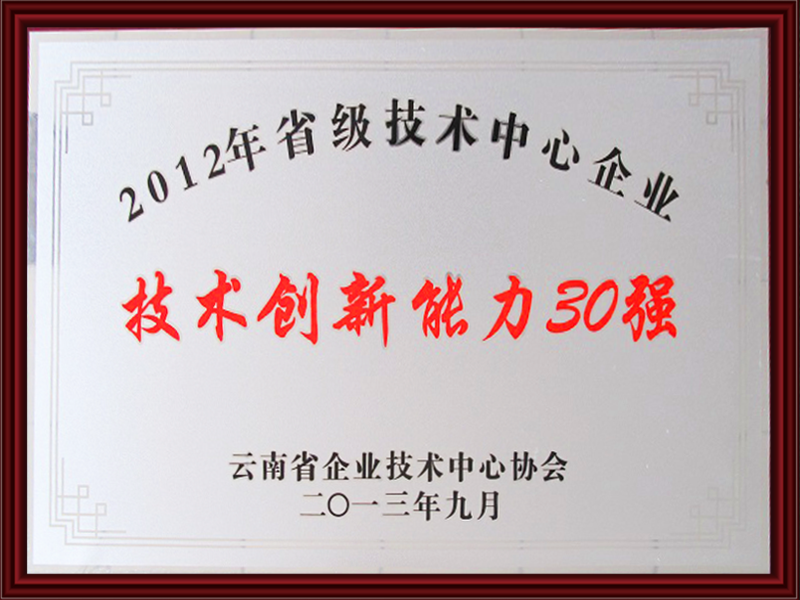 2012年省级技术中心企业
技术创新能力30强
云南省企业技术中心协会
二〇一三年九月